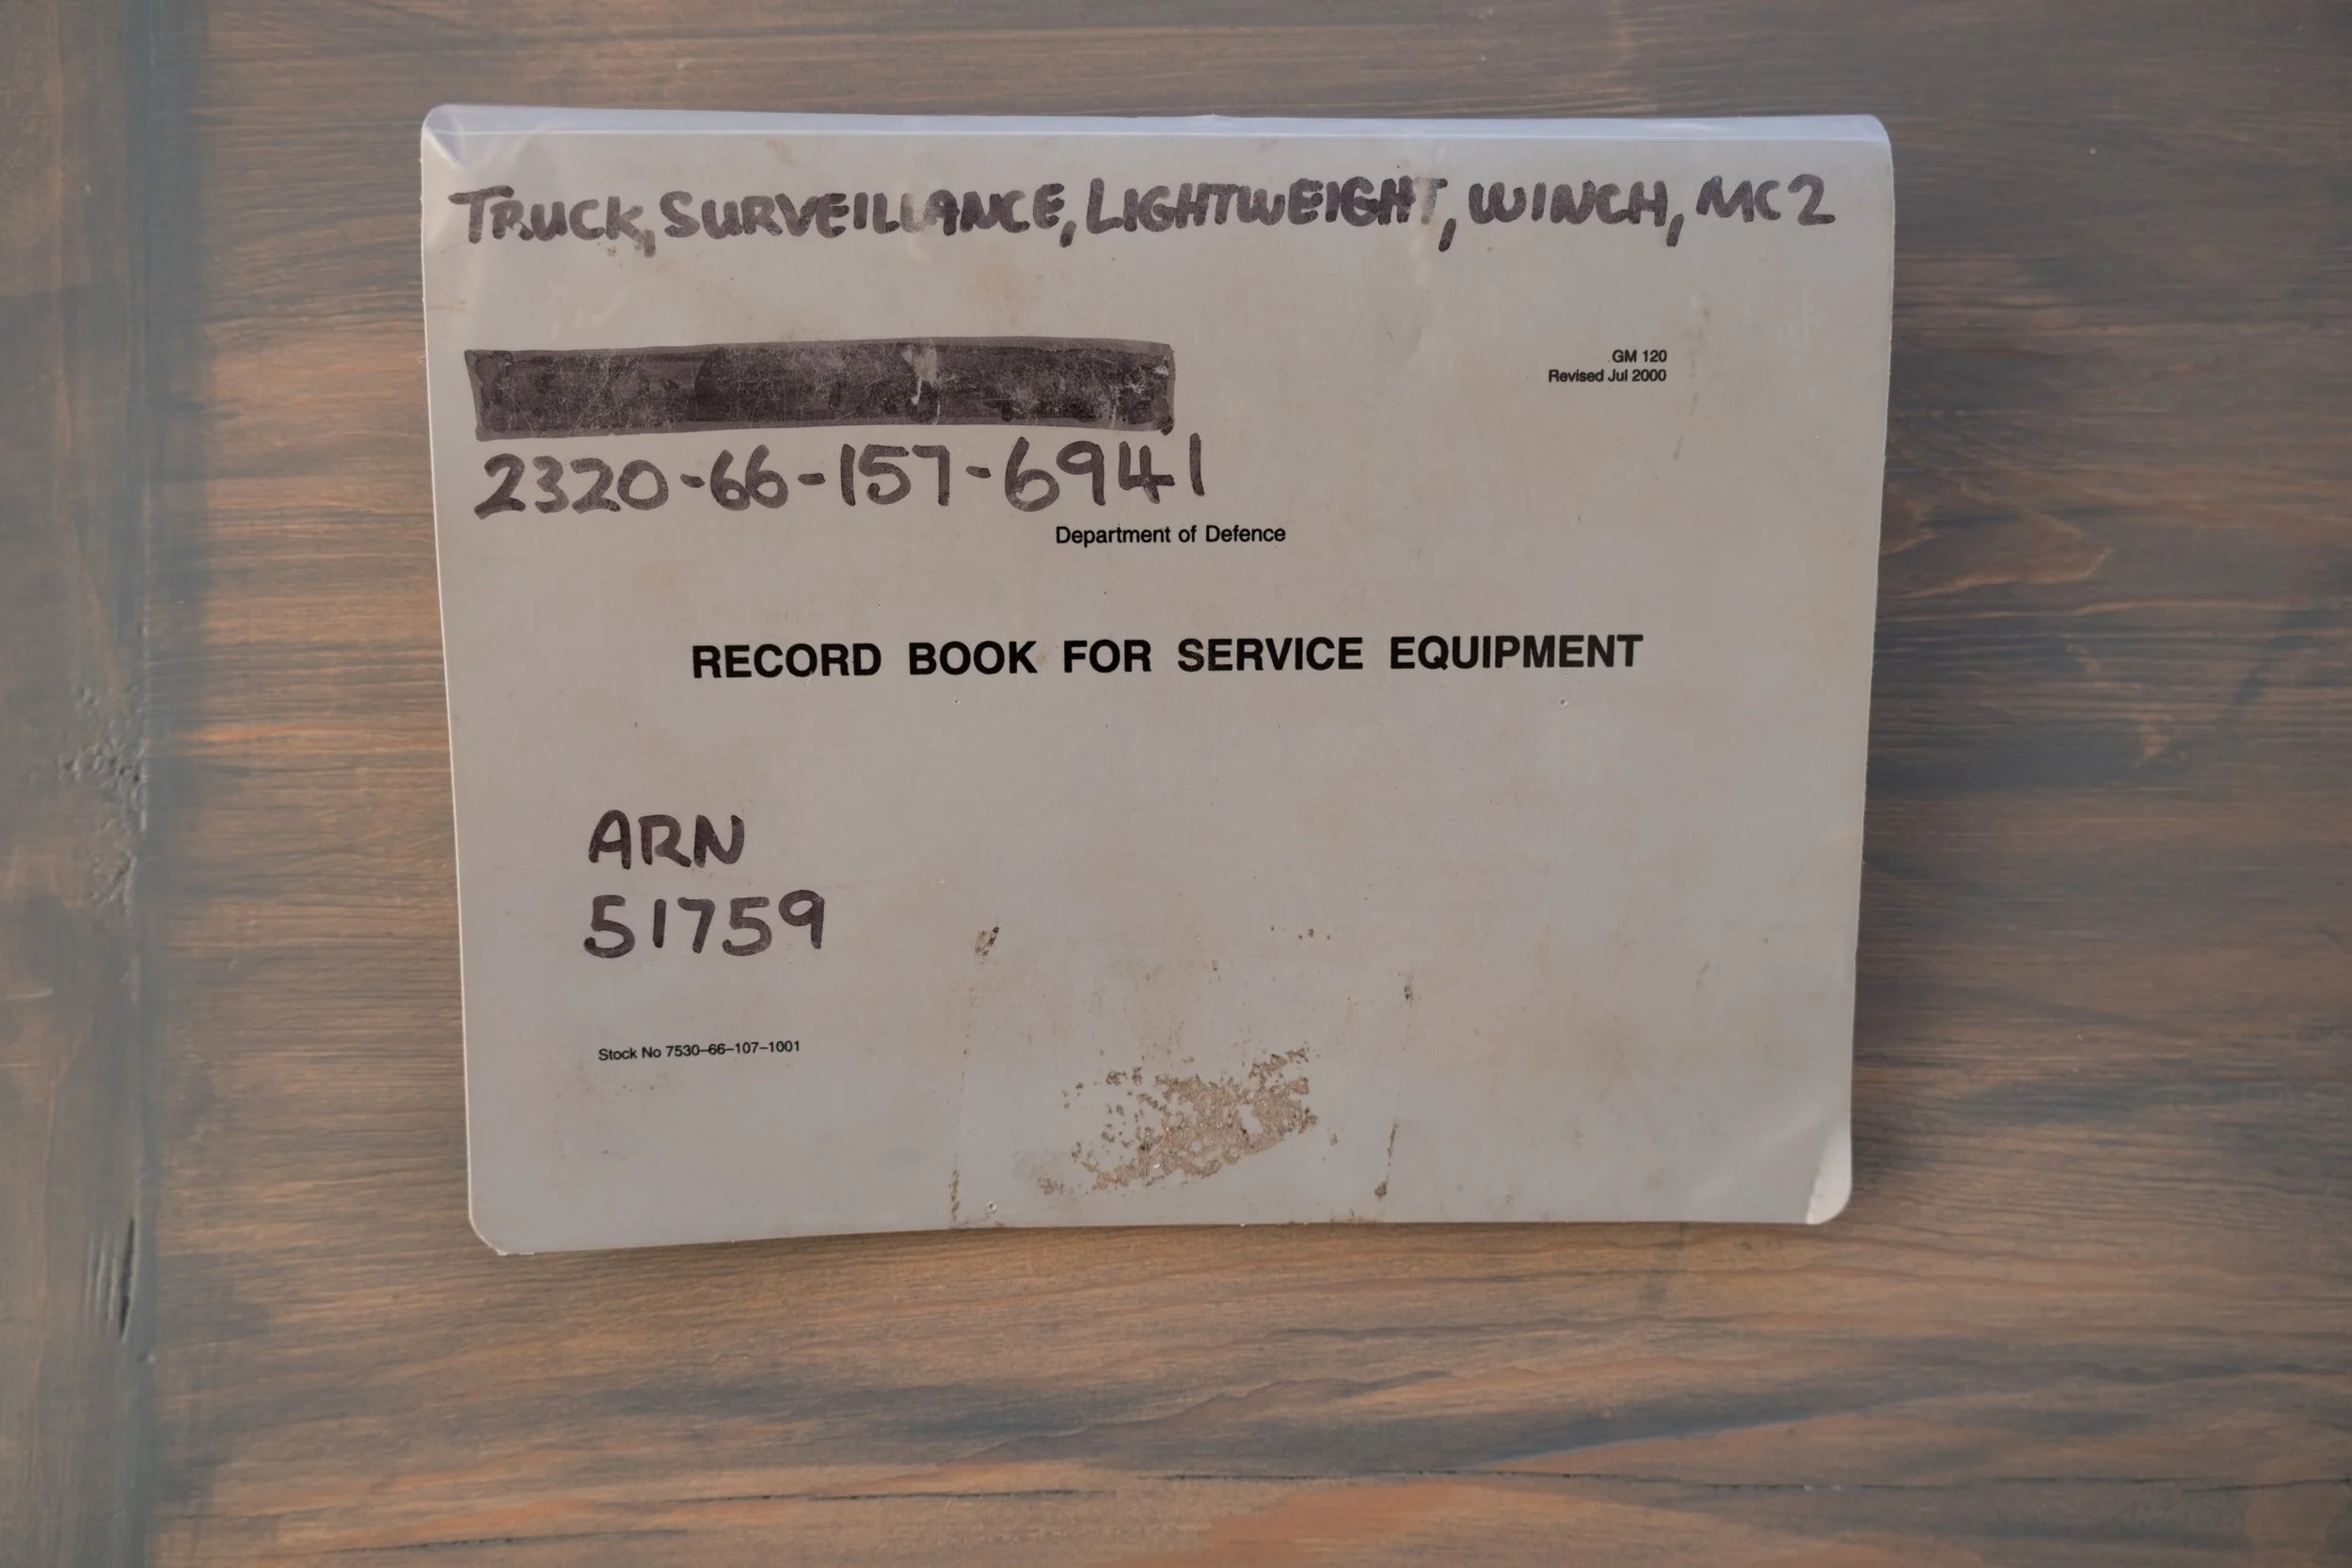 TRUCK, SURVEILLANCE, LIGHTWEIGHT, WINCH, MC2
GM 120
Revised Jul 2000
2320-66-157-6941
Department of Defence
RECORD BOOK FOR SERVICE EQUIPMENT
ARN
51759
Stock No 7530–66–107–1001